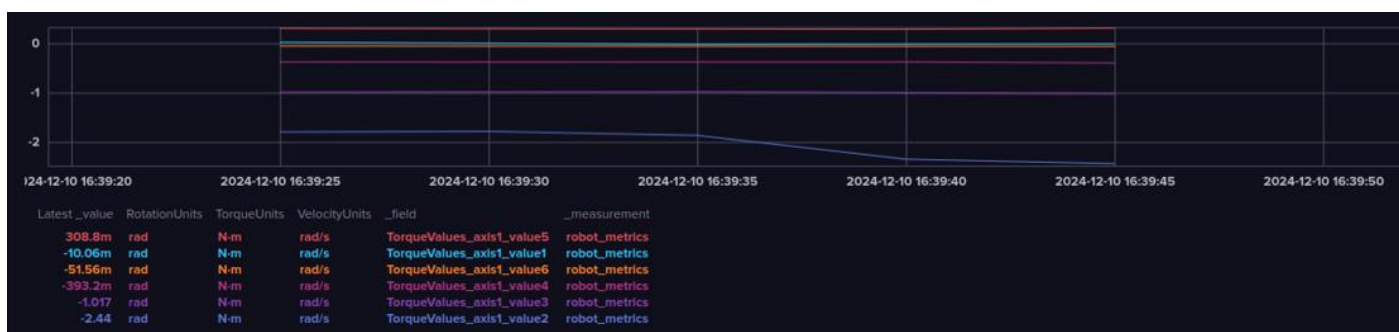 0
-1
-2
24-12-10 16:39:20 2024-12-10 16:39:25 2024-12-10 16:39:30 2024-12-10 16:39:35 2024-12-10 16:39:40 2024-12-10 16:39:45 2024-12-10 16:39:50
Latest _value RotationUnits TorqueUnits VelocityUnits _field _measurement
308.8m rad N·m rad/s TorqueValues_axis1_value5 robot_metrics
-10.06m rad N·m rad/s TorqueValues_axis1_value1 robot_metrics
-51.56m rad N·m rad/s TorqueValues_axis1_value6 robot_metrics
-393.2m rad N·m rad/s TorqueValues_axis1_value4 robot_metrics
-1.017 rad N·m rad/s TorqueValues_axis1_value3 robot_metrics
-2.44 rad N·m rad/s TorqueValues_axis1_value2 robot_metrics